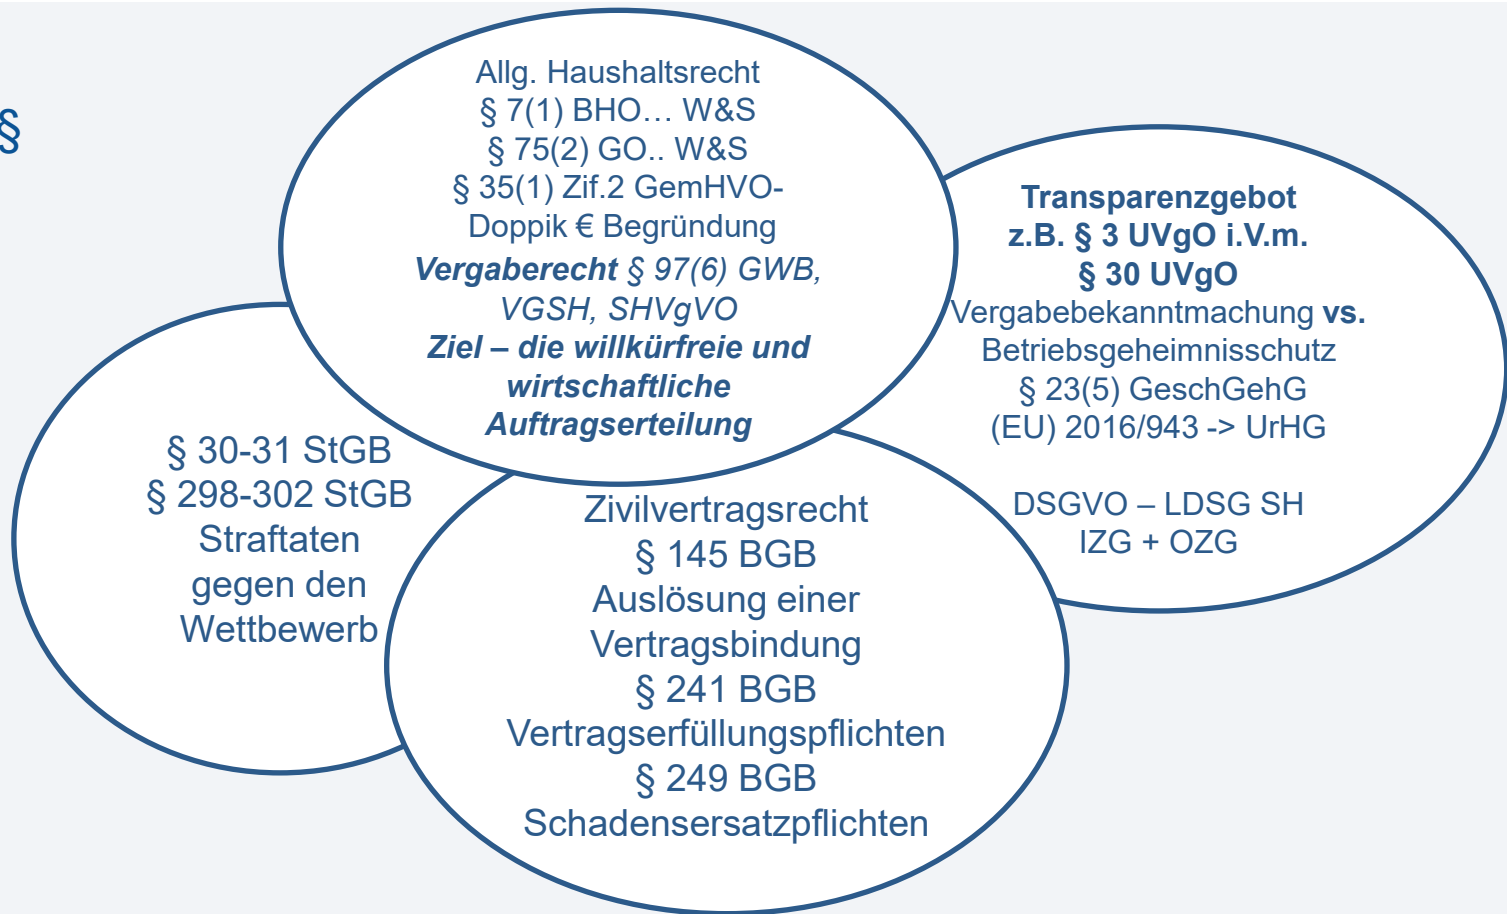 §
Allg. Haushaltsrecht
§ 7(1) BHO… W&S
§ 75(2) GO.. W&S
§ 35(1) Zif.2 GemHVO-
Doppik € Begründung
Vergaberecht § 97(6) GWB,
VGSH, SHVgVO
Ziel – die willkürfreie und
wirtschaftliche
Auftragserteilung
Transparenzgebot
z.B. § 3 UVgO i.V.m.
§ 30 UVgO
Vergabebekanntmachung vs.
Betriebsgeheimnisschutz
§ 23(5) GeschGehG
(EU) 2016/943 -> UrHG
DSGVO – LDSG SH
IZG + OZG
§ 30-31 StGB
§ 298-302 StGB
Straftaten
gegen den
Wettbewerb
Zivilvertragsrecht
§ 145 BGB
Auslösung einer
Vertragsbindung
§ 241 BGB
Vertragserfüllungspflichten
§ 249 BGB
Schadensersatzpflichten